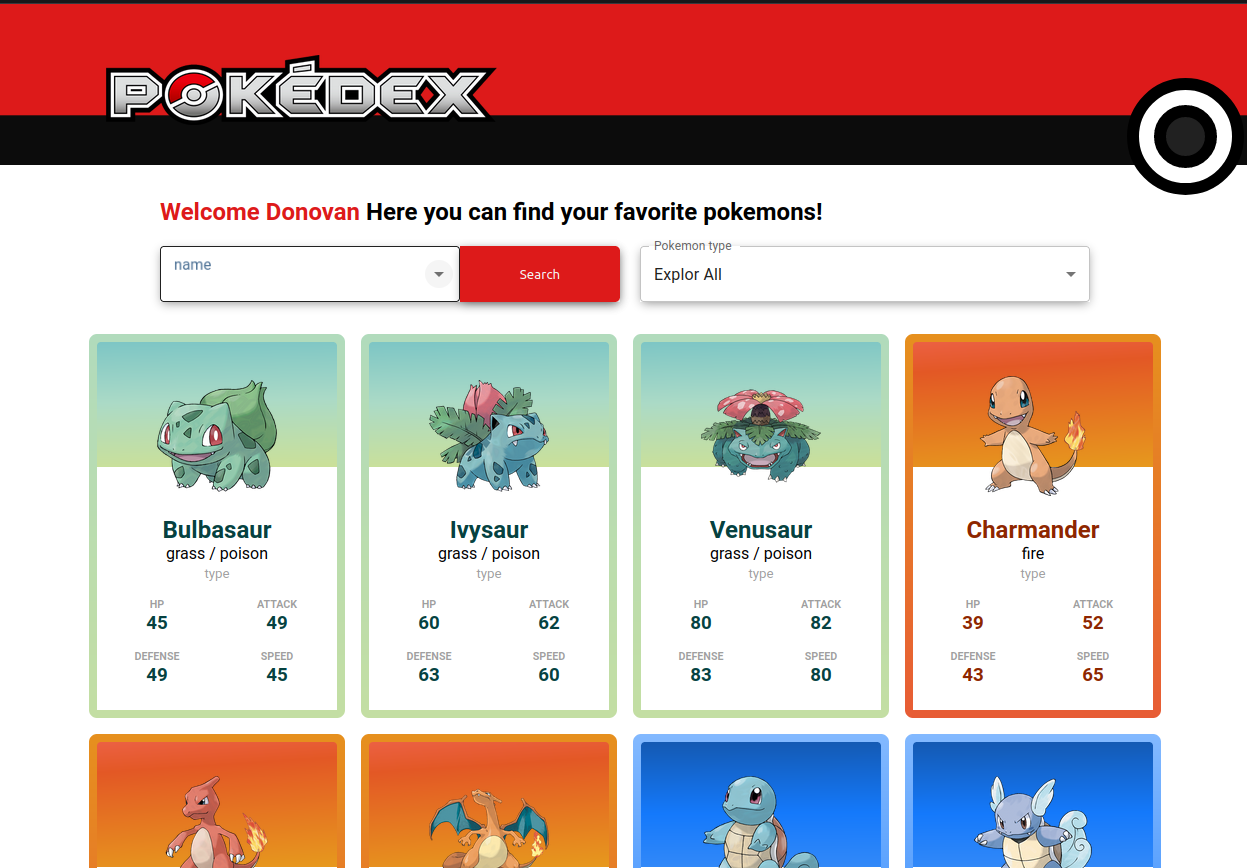 POKÉDEX
Welcome Donovan Here you can find your favorite pokemons!
name
Search
Pokemon type
Explor All
Bulbasaur
grass / poison
type
HP ATTACK
45 49
DEFENSE SPEED
49 45
Ivysaur
grass / poison
type
HP ATTACK
60 62
DEFENSE SPEED
63 60
Venusaur
grass / poison
type
HP ATTACK
80 82
DEFENSE SPEED
83 80
Charmander
fire
type
HP ATTACK
39 52
DEFENSE SPEED
43 65